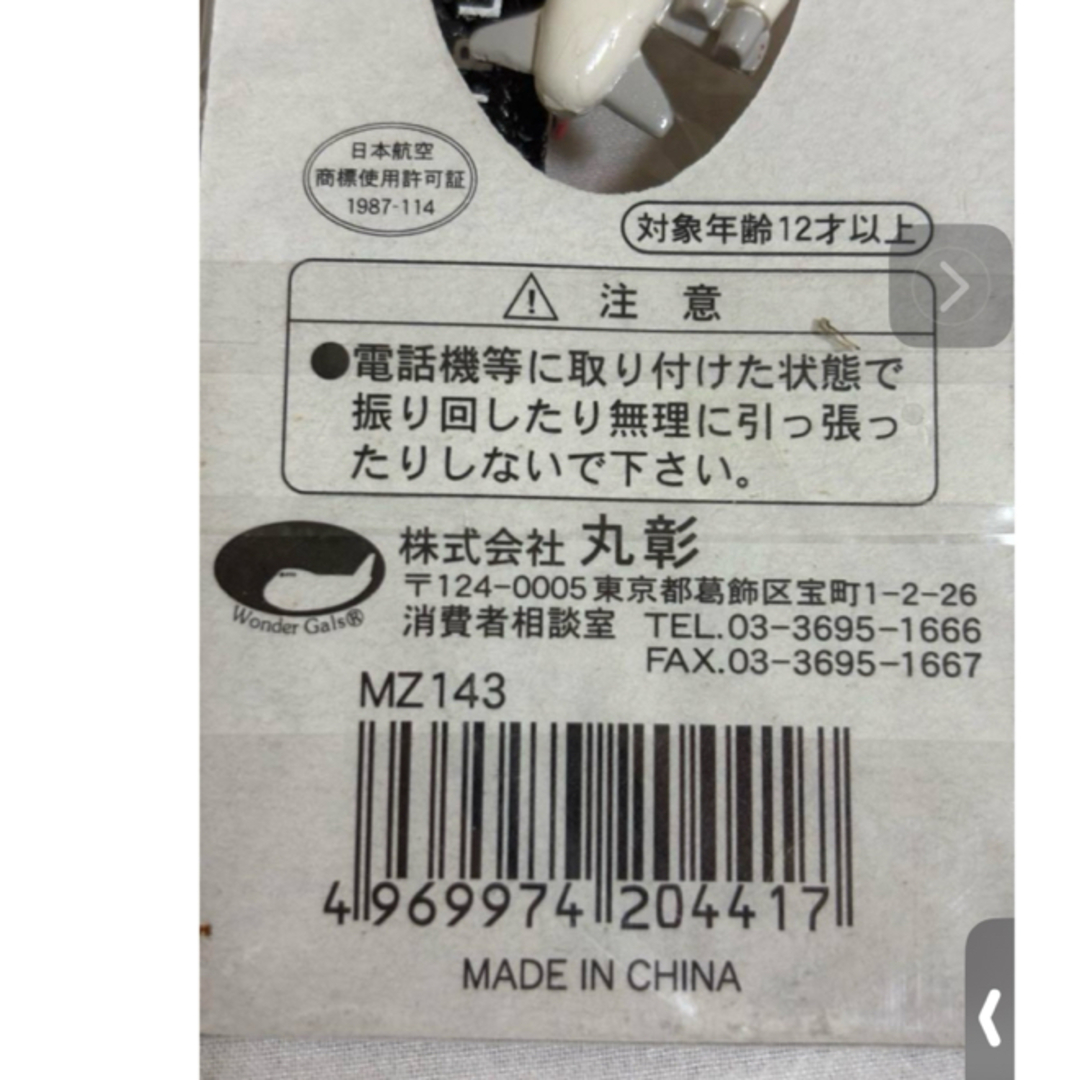 日本航空
商標使用許可証
1987-114
対象年齢12才以上
注 意
●電話機等に取り付けた状態で
振り回したり無理に引っ張っ
たりしないで下さい。
株式会社 丸彰
〒124-0005 東京都葛飾区宝町1-2-26
消費者相談室 TEL.03-3695-1666
FAX.03-3695-1667
Wonder Gals®
MZ143
4 969974 204417
MADE IN CHINA